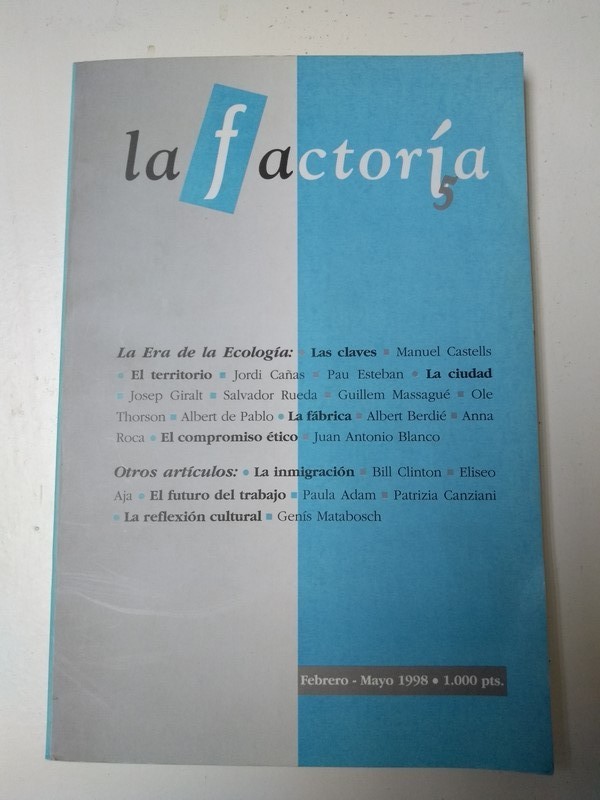 la factoría
5
La Era de la Ecología: • Las claves ■ Manuel Castells
• El territorio ■ Jordi Cañas ■ Pau Esteban • La ciudad
■ Josep Giralt ■ Salvador Rueda ■ Guillem Massagué ■ Ole
Thorson ■ Albert de Pablo • La fábrica ■ Albert Berdié ■ Anna
Roca • El compromiso ético ■ Juan Antonio Blanco
Otros artículos: • La inmigración ■ Bill Clinton ■ Eliseo
Aja • El futuro del trabajo ■ Paula Adam ■ Patrizia Canziani
• La reflexión cultural ■ Genís Matabosch
Febrero - Mayo 1998 • 1.000 pts.